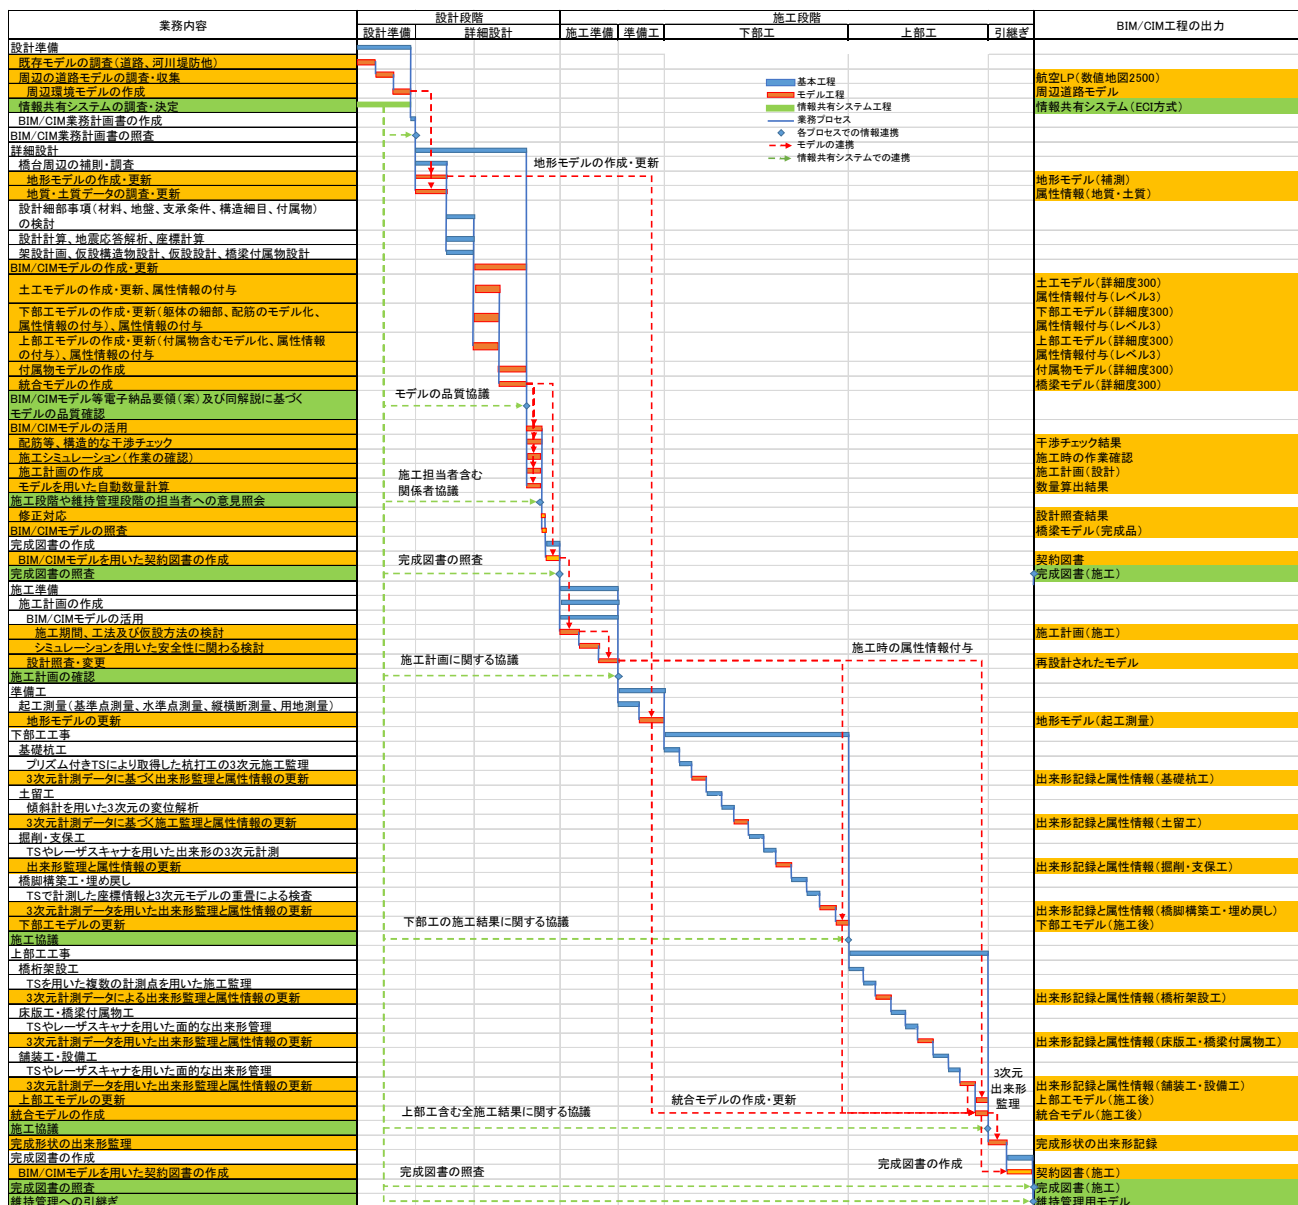 業務内容
設計段階
施工段階
BIM/CIM工程の出力
設計準備
詳細設計
施工準備
準備工
下部工
上部工
引継ぎ
基本工程
モデル工程
情報共有システム工程
業務プロセス
各プロセスでの情報連携
モデルの連携
情報共有システムでの連携
設計準備
既存モデルの調査(道路、河川堤防他)
周辺の道路モデルの調査・収集
航空LP(数値地図2500)
周辺環境モデルの作成
周辺道路モデル
情報共有システムの調査・決定
情報共有システム(ECI方式)
BIM/CIM業務計画書の作成
BIM/CIM業務計画書の照査
詳細設計
橋台周辺の補則・調査
地形モデルの作成・更新
地形モデルの作成・更新
地形モデル(補測)
地質・土質データの調査・更新
属性情報(地質・土質)
設計細部事項(材料、地盤、支承条件、構造細目、付属物)
の検討
設計計算、地震応答解析、座標計算
架設計画、仮設構造物設計、仮設設計、橋梁付属物設計
BIM/CIMモデルの作成・更新
土工モデルの作成・更新、属性情報の付与
土工モデル(詳細度300)
属性情報付与(レベル3)
下部工モデルの作成・更新(躯体の細部、配筋のモデル化、
属性情報の付与)、属性情報の付与
下部工モデル(詳細度300)
属性情報付与(レベル3)
上部工モデルの作成・更新(付属物含むモデル化、属性情報
の付与)、属性情報の付与
上部工モデル(詳細度300)
属性情報付与(レベル3)
付属物モデルの作成
付属物モデル(詳細度300)
統合モデルの作成
橋梁モデル(詳細度300)
BIM/CIMモデル等電子納品要領(案)及び同解説に基づく
モデルの品質確認
モデルの品質協議
BIM/CIMモデルの活用
配筋等、構造的な干渉チェック
干渉チェック結果
施工シミュレーション(作業の確認)
施工時の作業確認
施工計画の作成
施工計画(設計)
モデルを用いた自動数量計算
数量算出結果
施工担当者含む
関係者協議
施工段階や維持管理段階の担当者への意見照会
修正対応
設計照査結果
BIM/CIMモデルの照査
橋梁モデル(完成品)
完成図書の作成
BIM/CIMモデルを用いた契約図書の作成
完成図書の照査
契約図書
完成図書の照査
完成図書(施工)
施工準備
施工計画の作成
BIM/CIMモデルの活用
施工期間、工法及び仮設方法の検討
施工計画(施工)
シミュレーションを用いた安全性に関わる検討
施工時の属性情報付与
設計照査・変更
施工計画に関する協議
再設計されたモデル
施工計画の確認
準備工
起工測量(基準点測量、水準点測量、縦横断測量、用地測量)
地形モデルの更新
地形モデル(起工測量)
下部工工事
基礎杭工
プリズム付きTSにより取得した杭打工の3次元施工監理
3次元計測データに基づく出来形監理と属性情報の更新
出来形記録と属性情報(基礎杭工)
土留工
傾斜計を用いた3次元の変位解析
3次元計測データに基づく施工監理と属性情報の更新
出来形記録と属性情報(土留工)
掘削・支保工
TSやレーザスキャナを用いた出来形の3次元計測
出来形監理と属性情報の更新
出来形記録と属性情報(掘削・支保工)
橋脚構築工・埋め戻し
TSで計測した座標情報と3次元モデルの重畳による検査
3次元計測データを用いた出来形監理と属性情報の更新
出来形記録と属性情報(橋脚構築工・埋め戻し)
下部工モデルの更新
下部工の施工結果に関する協議
下部工モデル(施工後)
施工協議
上部工工事
橋桁架設工
TSを用いた複数の計測点を用いた施工監理
3次元計測データによる出来形監理と属性情報の更新
出来形記録と属性情報(橋桁架設工)
床版工・橋梁付属物工
TSやレーザスキャナを用いた面的な出来形管理
3次元計測データを用いた出来形監理と属性情報の更新
出来形記録と属性情報(床版工・橋梁付属物工)
舗装工・設備工
TSやレーザスキャナを用いた面的な出来形管理
3次元計測データを用いた出来形監理と属性情報の更新
3次元
出来形
監理
出来形記録と属性情報(舗装工・設備工)
上部工モデルの更新
統合モデルの作成・更新
上部工モデル(施工後)
統合モデルの作成
上部工含む全施工結果に関する協議
統合モデル(施工後)
施工協議
完成形状の出来形監理
完成形状の出来形記録
完成図書の作成
完成図書の作成
BIM/CIMモデルを用いた契約図書の作成
完成図書の照査
契約図書(施工)
完成図書の照査
完成図書(施工)
維持管理への引継ぎ
維持管理用モデル